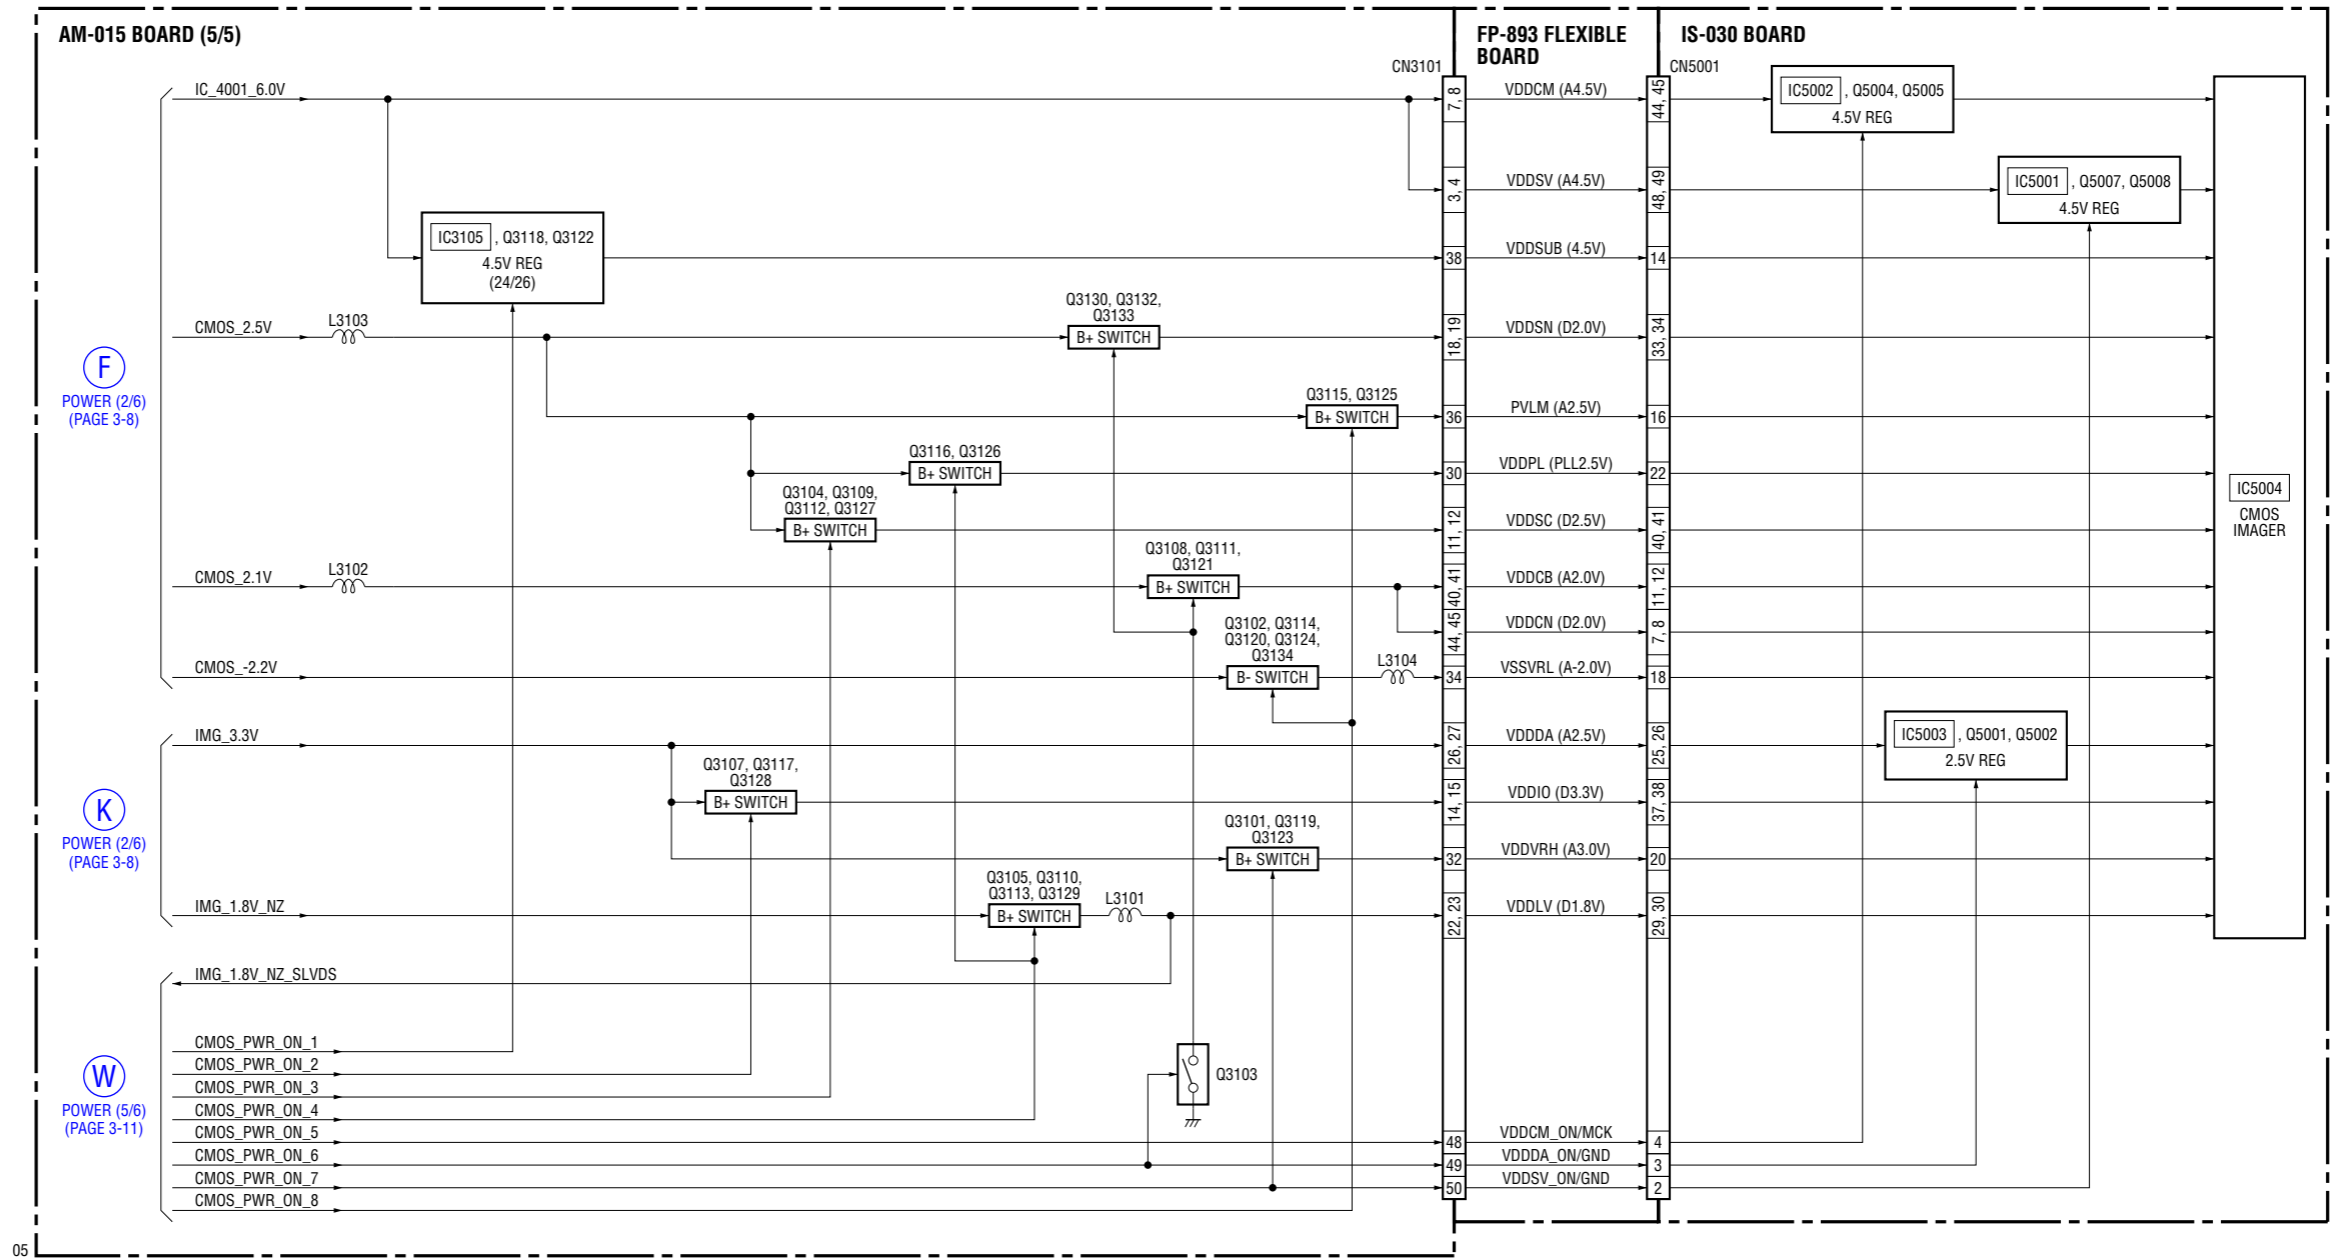 AM-015 BOARD (5/5)
FP-893 FLEXIBLE
BOARD
IS-030 BOARD
CN3101
CN5001
IC_4001_6.0V
7, 8
VDDCM (A4.5V)
44, 45
IC5002 , Q5004, Q5005
4.5V REG
3, 4
VDDSV (A4.5V)
48, 49
IC5001 , Q5007, Q5008
4.5V REG
IC3105 , Q3118, Q3122
4.5V REG
(24/26)
38
VDDSUB (4.5V)
14
CMOS_2.5V
L3103
Q3130, Q3132,
Q3133
B+ SWITCH
18, 19
VDDSN (D2.0V)
33, 34
F
POWER (2/6)
(PAGE 3-8)
Q3115, Q3125
B+ SWITCH
36
PVLM (A2.5V)
16
Q3116, Q3126
B+ SWITCH
30
VDDPL (PLL2.5V)
22
Q3104, Q3109,
Q3112, Q3127
B+ SWITCH
11, 12
VDDSC (D2.5V)
40, 41
IC5004
CMOS
IMAGER
CMOS_2.1V
L3102
Q3108, Q3111,
Q3121
B+ SWITCH
40, 41
VDDCB (A2.0V)
11, 12
44, 45
VDDCN (D2.0V)
7, 8
CMOS_-2.2V
Q3102, Q3114,
Q3120, Q3124,
Q3134
B- SWITCH
L3104
34
VSSVRL (A-2.0V)
18
IMG_3.3V
26, 27
VDDDA (A2.5V)
25, 26
IC5003 , Q5001, Q5002
2.5V REG
K
POWER (2/6)
(PAGE 3-8)
Q3107, Q3117,
Q3128
B+ SWITCH
14, 15
VDDIO (D3.3V)
37, 38
Q3101, Q3119,
Q3123
B+ SWITCH
32
VDDVRH (A3.0V)
20
IMG_1.8V_NZ
Q3105, Q3110,
Q3113, Q3129
B+ SWITCH
L3101
22, 23
VDDLV (D1.8V)
29, 30
IMG_1.8V_NZ_SLVDS
W
POWER (5/6)
(PAGE 3-11)
CMOS_PWR_ON_1
CMOS_PWR_ON_2
CMOS_PWR_ON_3
CMOS_PWR_ON_4
CMOS_PWR_ON_5
CMOS_PWR_ON_6
CMOS_PWR_ON_7
CMOS_PWR_ON_8
Q3103
48
VDDCM_ON/MCK
4
49
VDDDA_ON/GND
3
50
VDDSV_ON/GND
2
05